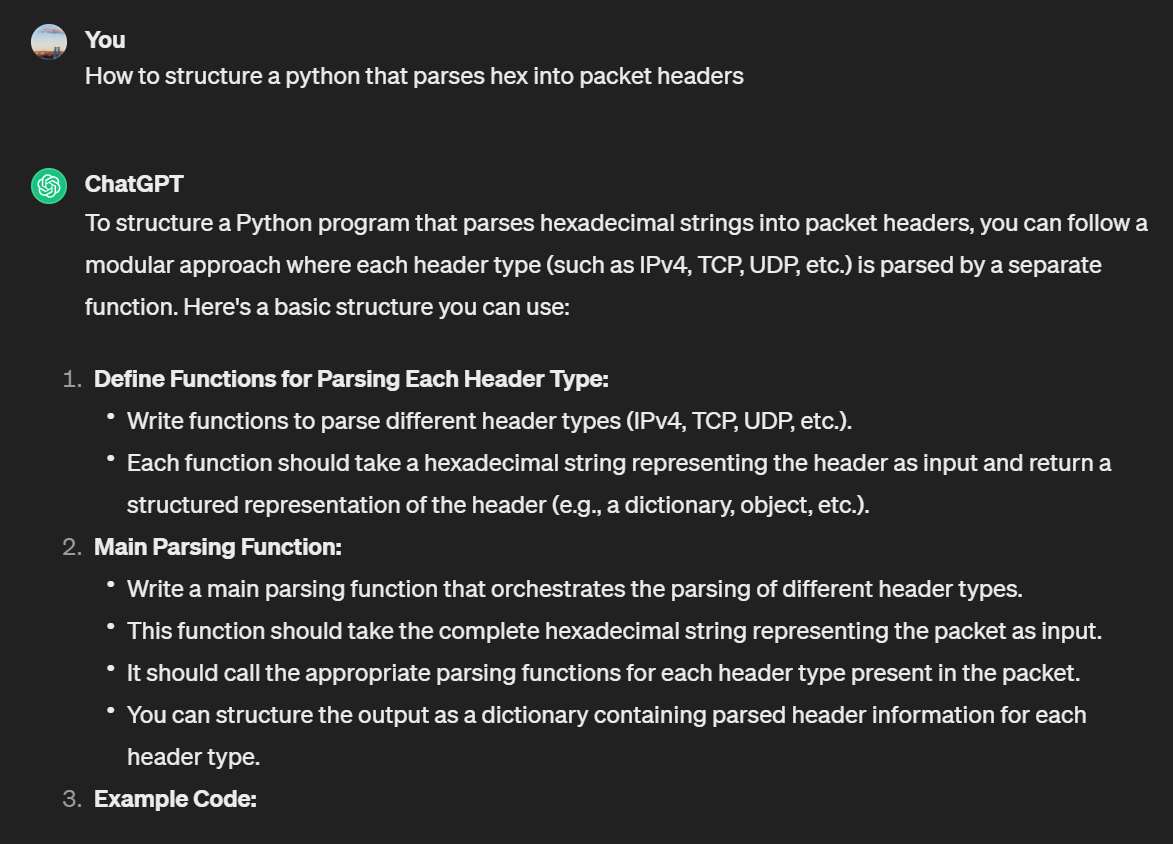 You
How to structure a python that parses hex into packet headers
ChatGPT
To structure a Python program that parses hexadecimal strings into packet headers, you can follow a
modular approach where each header type (such as IPv4, TCP, UDP, etc.) is parsed by a separate
function. Here's a basic structure you can use:
1. Define Functions for Parsing Each Header Type:
• Write functions to parse different header types (IPv4, TCP, UDP, etc.).
• Each function should take a hexadecimal string representing the header as input and return a
structured representation of the header (e.g., a dictionary, object, etc.).
2. Main Parsing Function:
• Write a main parsing function that orchestrates the parsing of different header types.
• This function should take the complete hexadecimal string representing the packet as input.
• It should call the appropriate parsing functions for each header type present in the packet.
• You can structure the output as a dictionary containing parsed header information for each
header type.
3. Example Code: